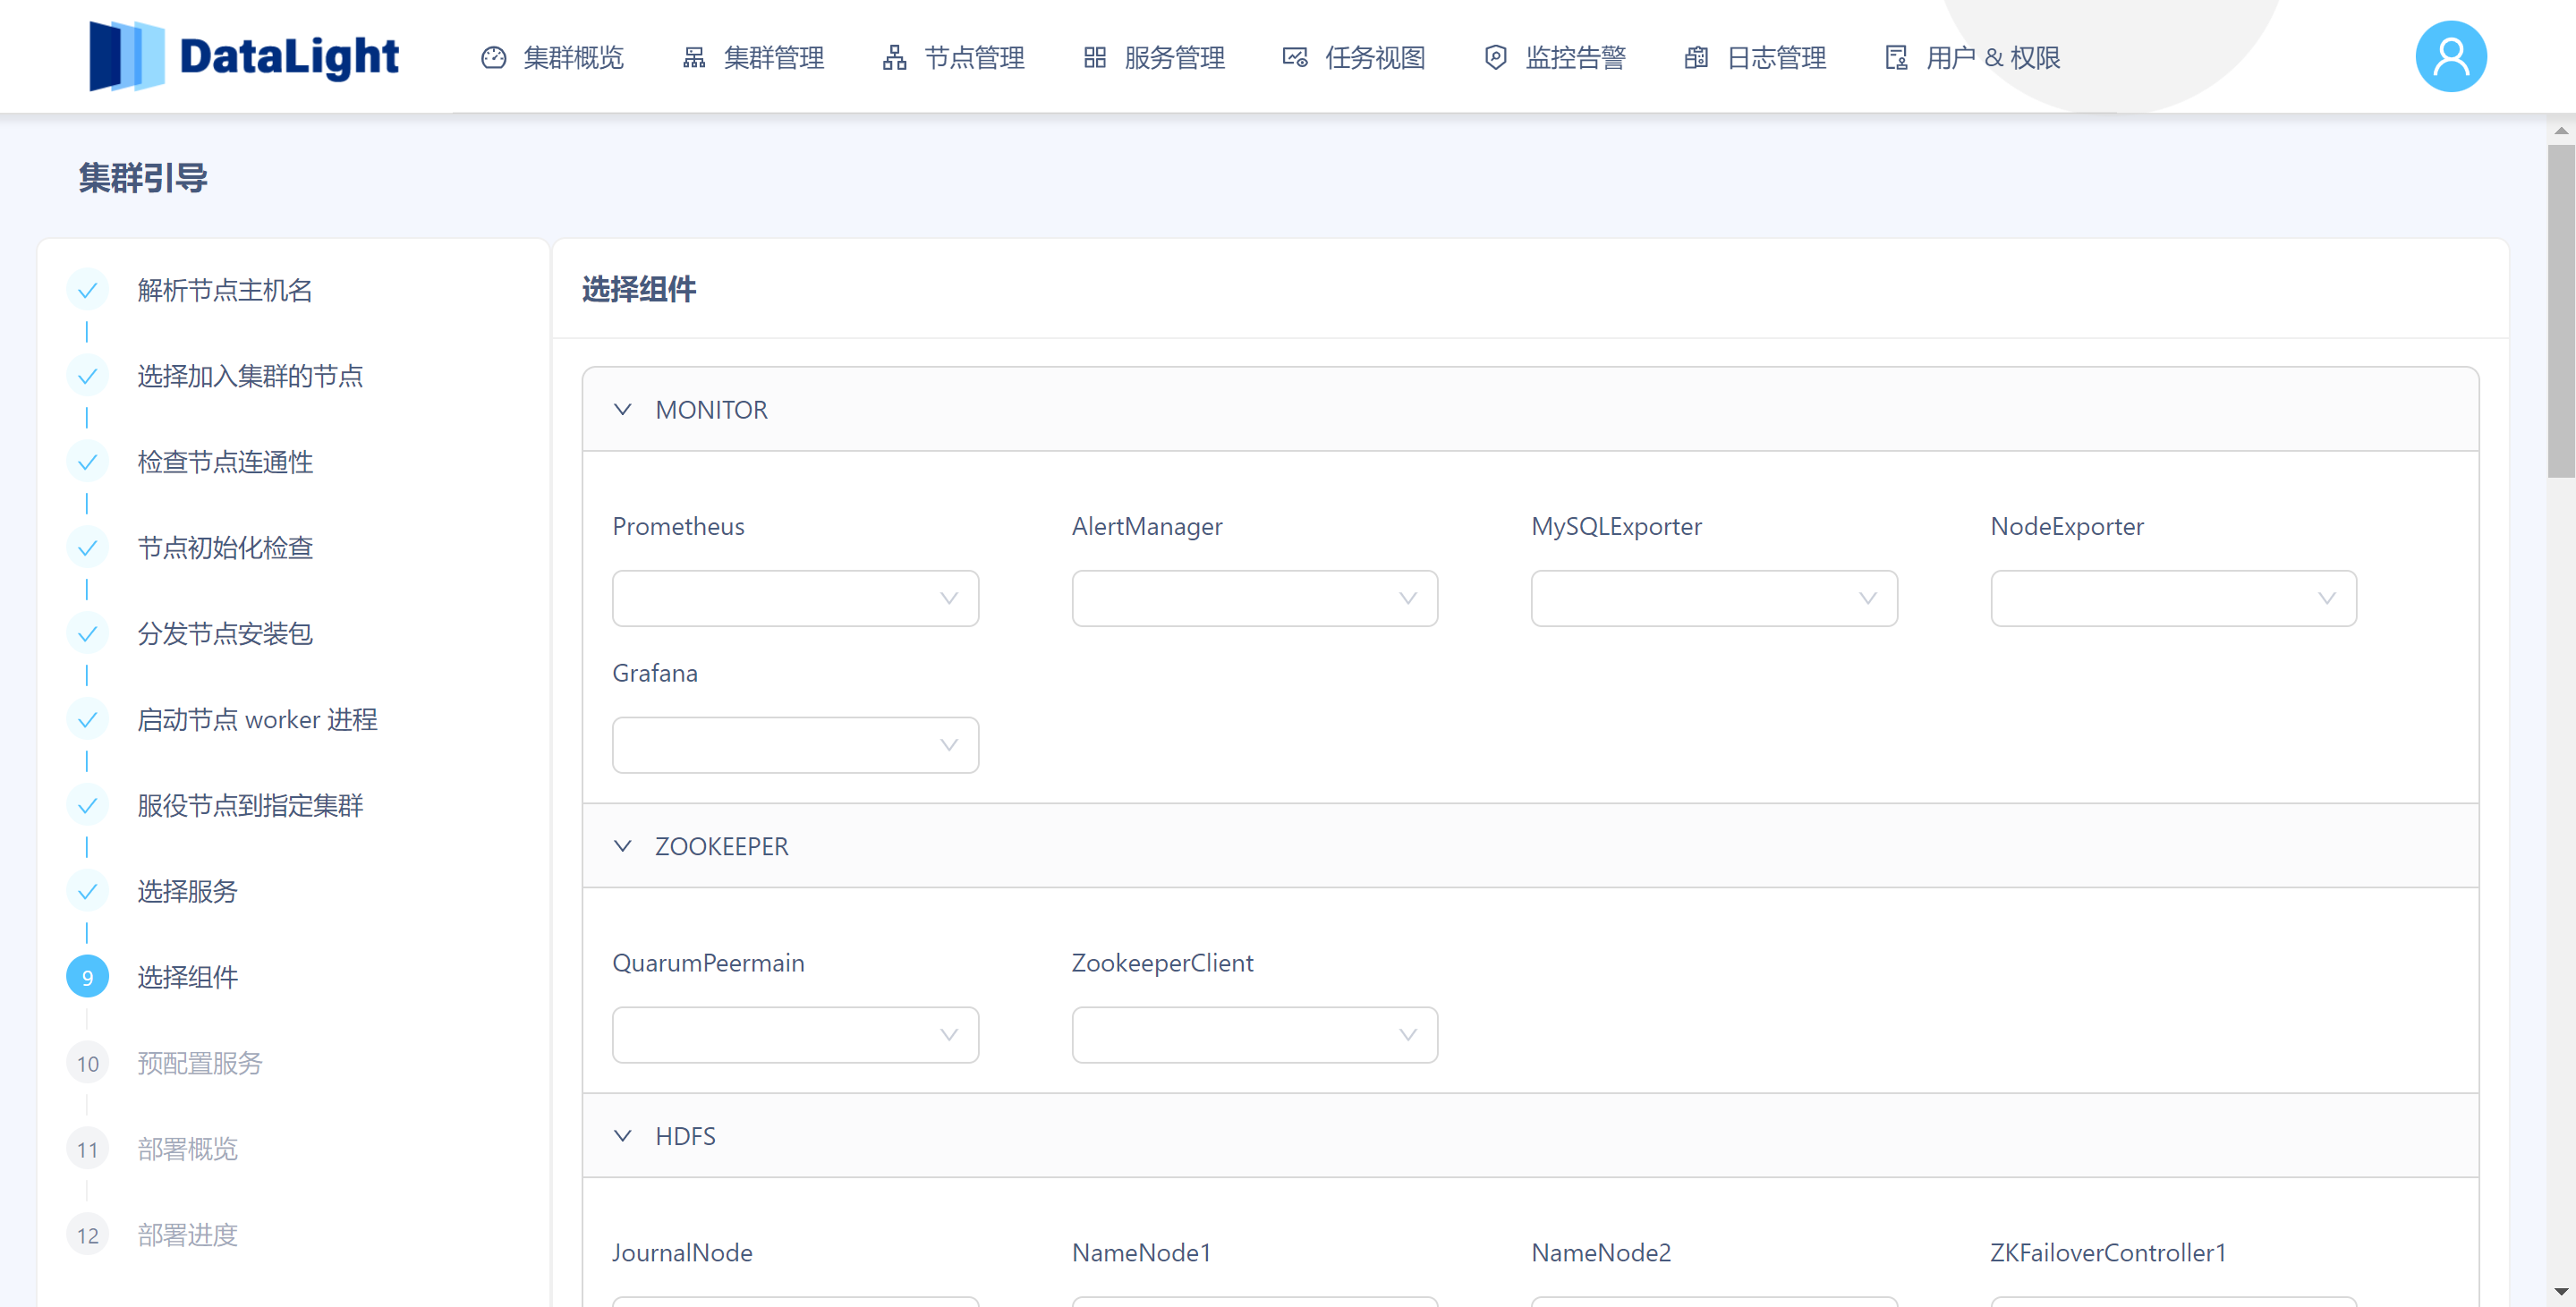 DataLight
集群概览
集群管理
节点管理
服务管理
任务视图
监控告警
日志管理
用户 & 权限
集群引导
解析节点主机名
选择加入集群的节点
检查节点连通性
节点初始化检查
分发节点安装包
启动节点 worker 进程
服役节点到指定集群
选择服务
9 选择组件
10 预配置服务
11 部署概览
12 部署进度
选择组件
MONITOR
Prometheus
AlertManager
MySQLExporter
NodeExporter
Grafana
ZOOKEEPER
QuarumPeermain
ZookeeperClient
HDFS
JournalNode
NameNode1
NameNode2
ZKFailoverController1